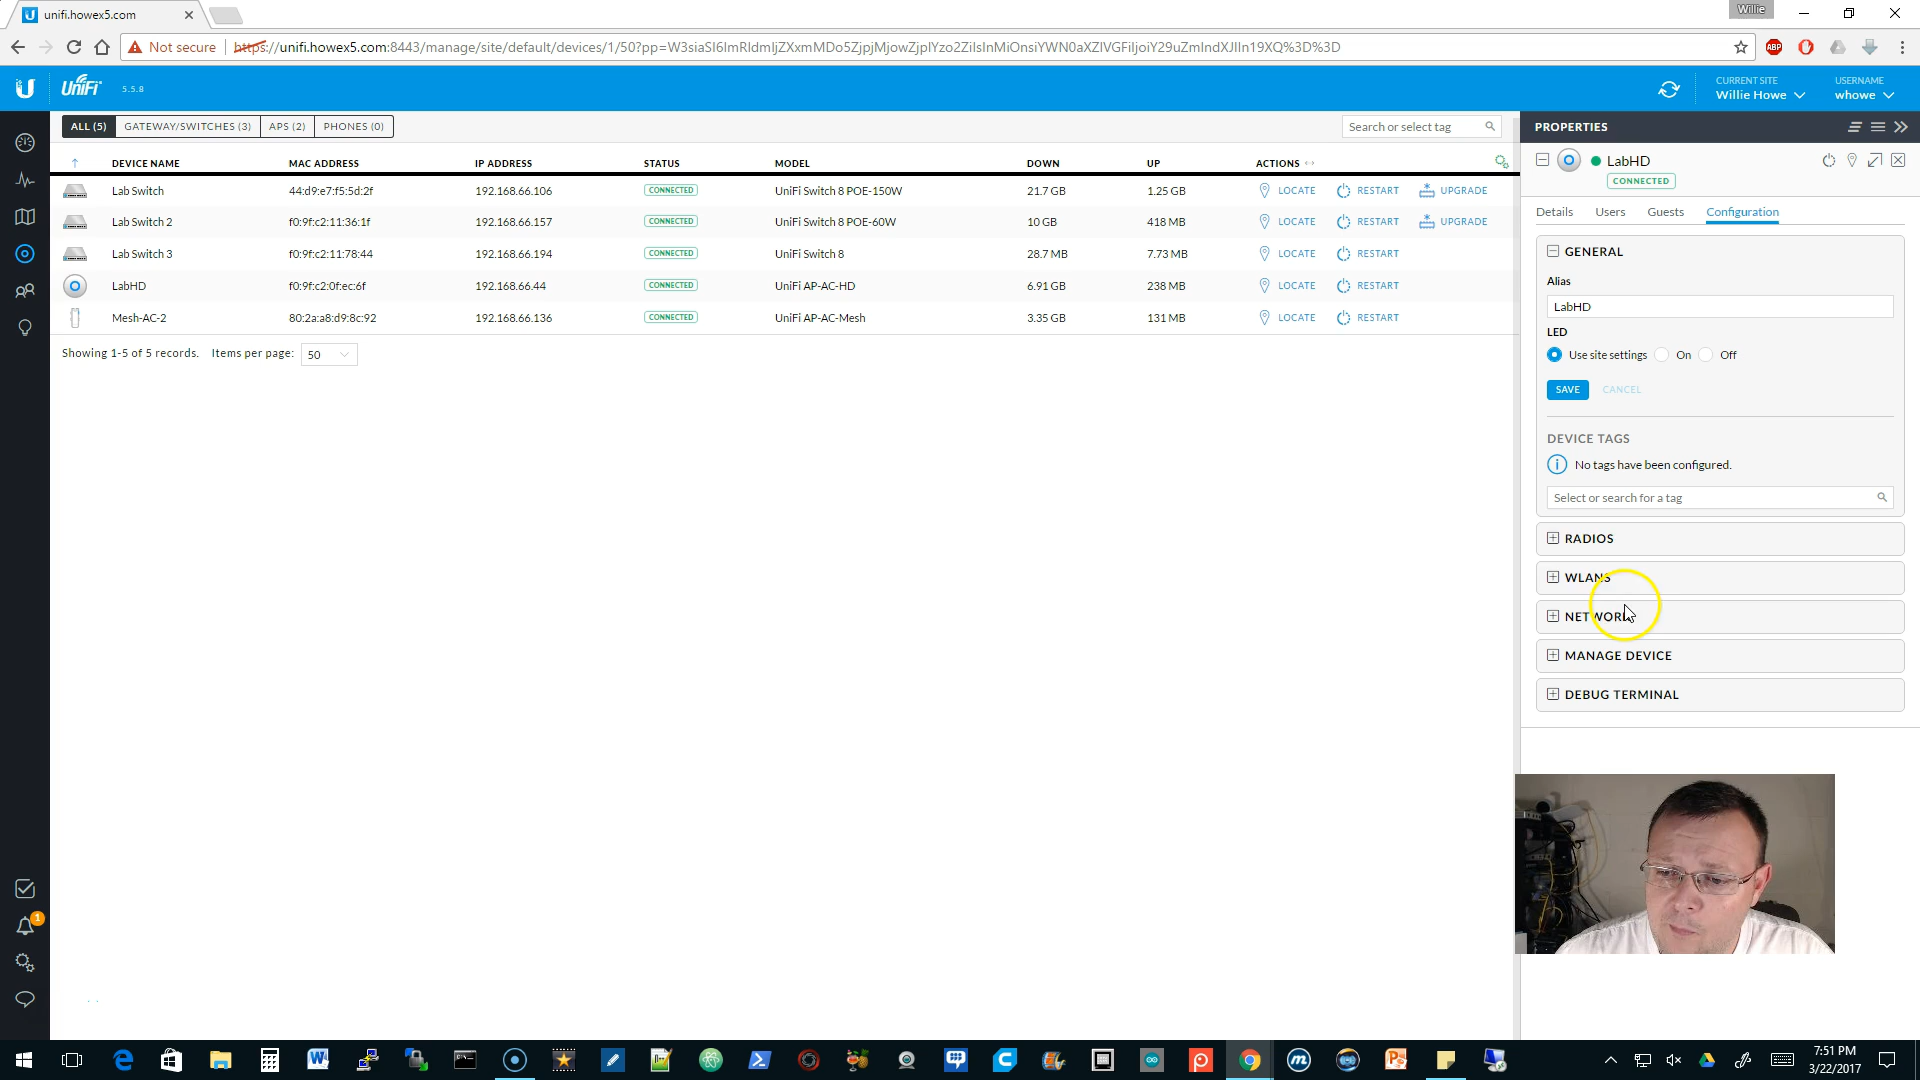 unifi.howex5.com
Willie
Not secure
https://unifi.howex5.com:8443/manage/site/default/devices/1/50?pp=
UniFi 5.5.8
CURRENT SITE
Willie Howe
USERNAME
whowe
ALL (5) GATEWAY/SWITCHES (3) APS (2) PHONES (0)
Search or select tag
DEVICE NAME MAC ADDRESS IP ADDRESS STATUS MODEL DOWN UP ACTIONS
Lab Switch 44:d9:e7:f5:5d:2f 192.168.66.106 CONNECTED UniFi Switch 8 POE-150W 21.7 GB 1.25 GB LOCATE RESTART UPGRADE
Lab Switch 2 f0:9f:c2:11:36:1f 192.168.66.157 CONNECTED UniFi Switch 8 POE-60W 10 GB 418 MB LOCATE RESTART UPGRADE
Lab Switch 3 f0:9f:c2:11:78:44 192.168.66.194 CONNECTED UniFi Switch 8 28.7 MB 7.73 MB LOCATE RESTART
LabHD f0:9f:c2:0f:ec:6f 192.168.66.44 CONNECTED UniFi AP-AC-HD 6.91 GB 238 MB LOCATE RESTART
Mesh-AC-2 80:2a:a8:d9:8c:92 192.168.66.136 CONNECTED UniFi AP-AC-Mesh 3.35 GB 131 MB LOCATE RESTART
Showing 1-5 of 5 records. Items per page: 50
PROPERTIES
LabHD
CONNECTED
Details Users Guests Configuration
GENERAL
Alias
LabHD
LED
Use site settings On Off
SAVE CANCEL
DEVICE TAGS
No tags have been configured.
Select or search for a tag
RADIOS
WLANS
NETWORK
MANAGE DEVICE
DEBUG TERMINAL
1
7:51 PM
3/22/2017